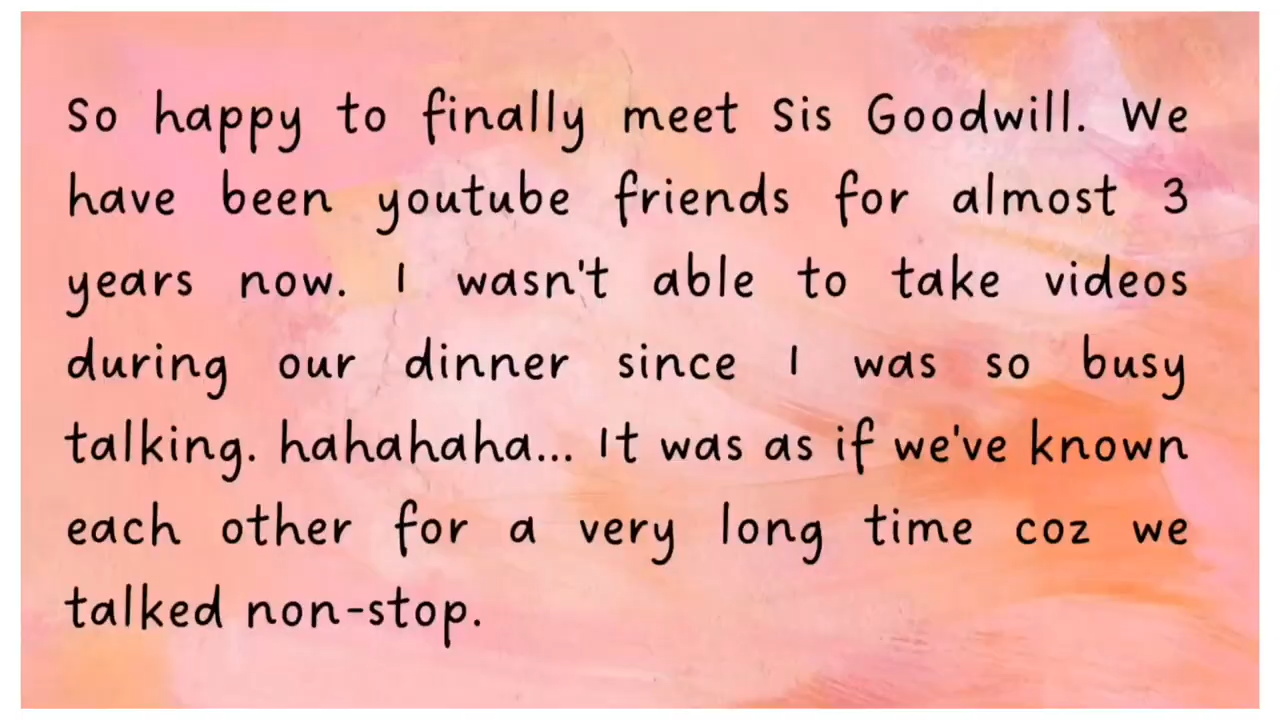 So happy to finally meet Sis Goodwill. We
have been youtube friends for almost 3
years now. I wasn't able to take videos
during our dinner since I was so busy
talking. hahahaha... It was as if we've known
each other for a very long time coz we
talked non-stop.